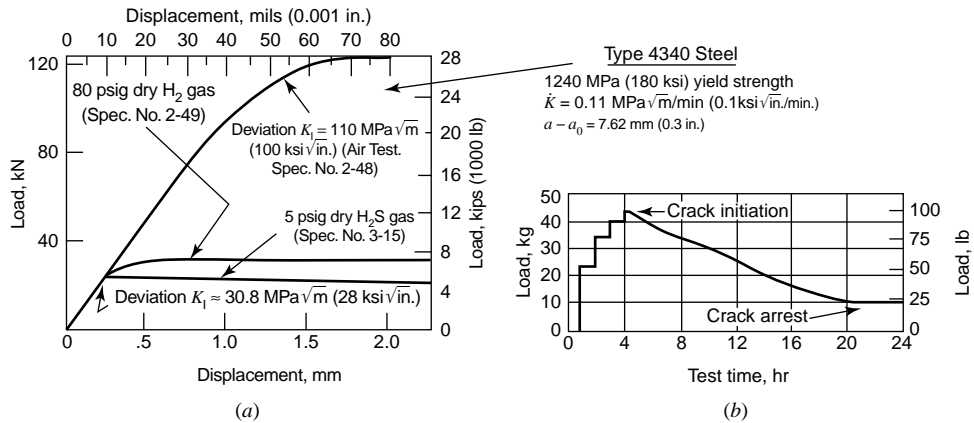 Displacement, mils (0.001 in.)
0 10 20 30 40 50 60 70 80
120
80
40
0
Load, kN
28
24
20
16
12
8
4
0
Load, kips (1000 lb)
80 psig dry H₂ gas
(Spec. No. 2-49)
Deviation K_I = 110 MPa√m
(100 ksi√in.) (Air Test.
Spec. No. 2-48)
5 psig dry H₂S gas
(Spec. No. 3-15)
Deviation K_I ≈ 30.8 MPa√m (28 ksi√in.)
0 .5 1.0 1.5 2.0
Displacement, mm
(a)
Type 4340 Steel
1240 MPa (180 ksi) yield strength
K̇ = 0.11 MPa√m/min (0.1ksi√in./min.)
a – a₀ = 7.62 mm (0.3 in.)
50
40
30
20
10
0
Load, kg
Crack initiation
Crack arrest
100
75
50
25
0
Load, lb
0 4 8 12 16 20 24
Test time, hr
(b)